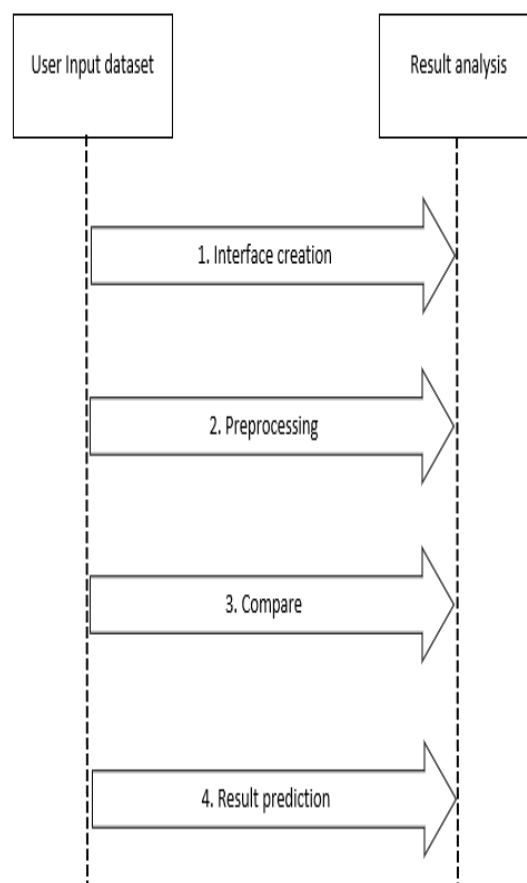 User Input dataset
Result analysis
1. Interface creation
2. Preprocessing
3. Compare
4. Result prediction